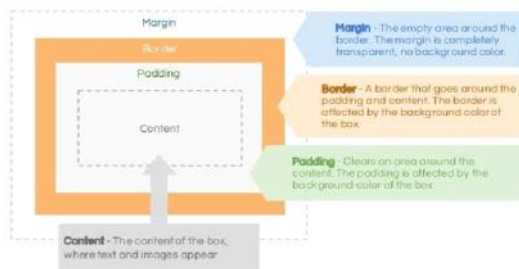 Margin
Border
Padding
Content
Margin - The empty area around the
border. The margin is completely
transparent, no background color.
Border - A border that goes around the
padding and content. The border is
affected by the background color of
the box
Padding - Clears an area around the
content. The padding is affected by the
background color of the box
Content - The content of the box,
where text and images appear